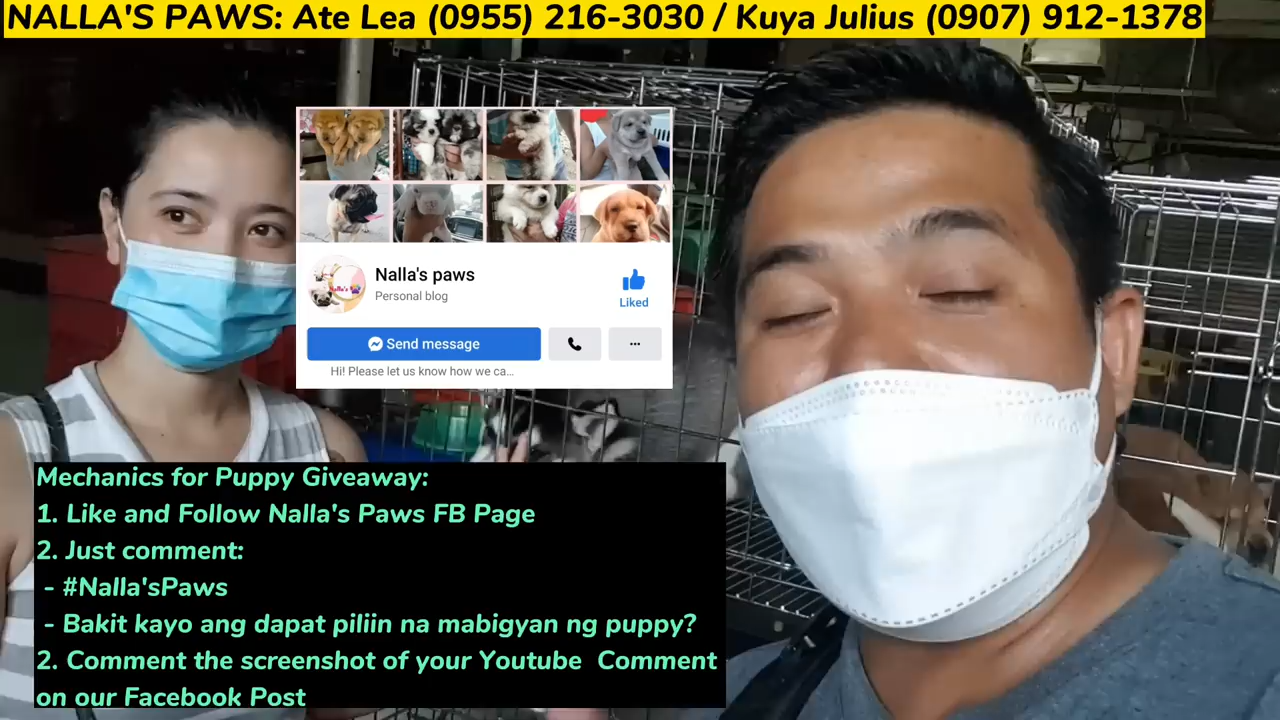 NALLA'S PAWS: Ate Lea (0955) 216-3030 / Kuya Julius (0907) 912-1378
Nalla's paws
Personal blog
Liked
Send message
Hi! Please let us know how we ca...
Mechanics for Puppy Giveaway:
1. Like and Follow Nalla's Paws FB Page
2. Just comment:
- #Nalla'sPaws
- Bakit kayo ang dapat piliin na mabigyan ng puppy?
2. Comment the screenshot of your Youtube Comment
on our Facebook Post